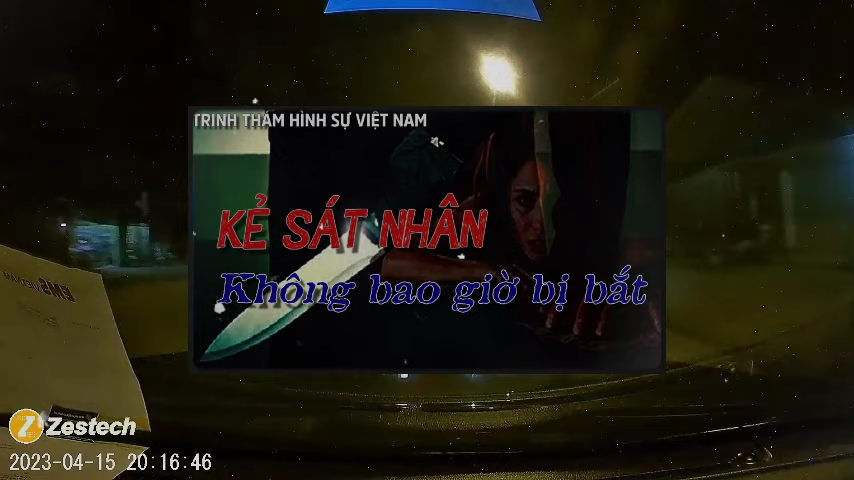 TRINH THÁM HÌNH SỰ VIỆT NAM
KẺ SÁT NHÂN
Không bao giờ bị bắt
EMS
Zestech
2023-04-15 20:16:46